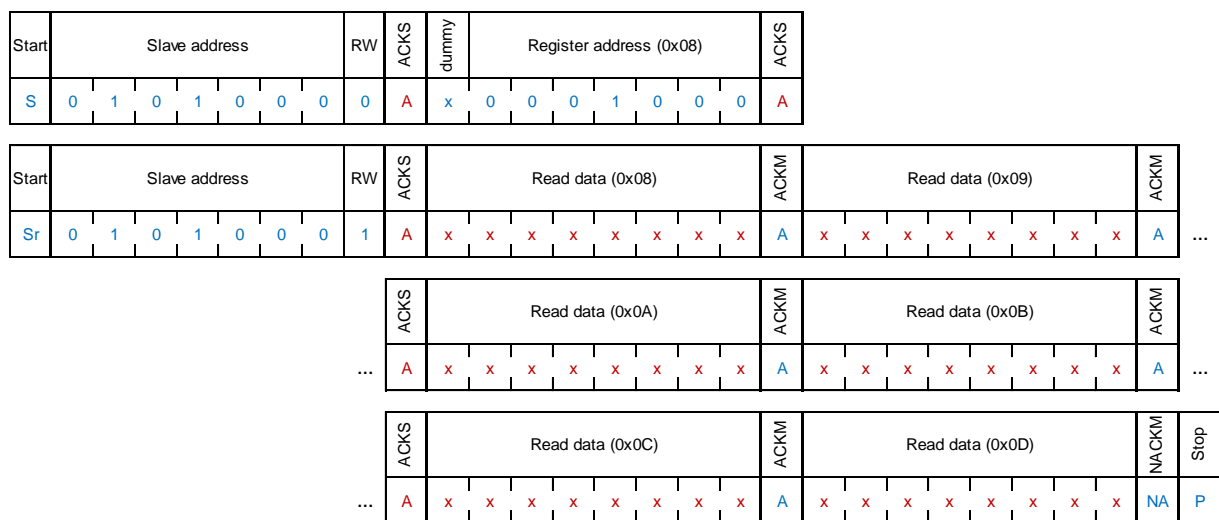 Start Slave address RW ACKS dummy Register address (0x08) ACKS
S 0 1 0 1 0 0 0 0 A x 0 0 0 1 0 0 0 A
Start Slave address RW ACKS Read data (0x08) ACKM Read data (0x09) ACKM
Sr 0 1 0 1 0 0 0 1 A x x x x x x x x A x x x x x x x x A ...
ACKS Read data (0x0A) ACKM Read data (0x0B) ACKM
... A x x x x x x x x A x x x x x x x x A ...
ACKS Read data (0x0C) ACKM Read data (0x0D) NACKM Stop
... A x x x x x x x x A x x x x x x x x NA P